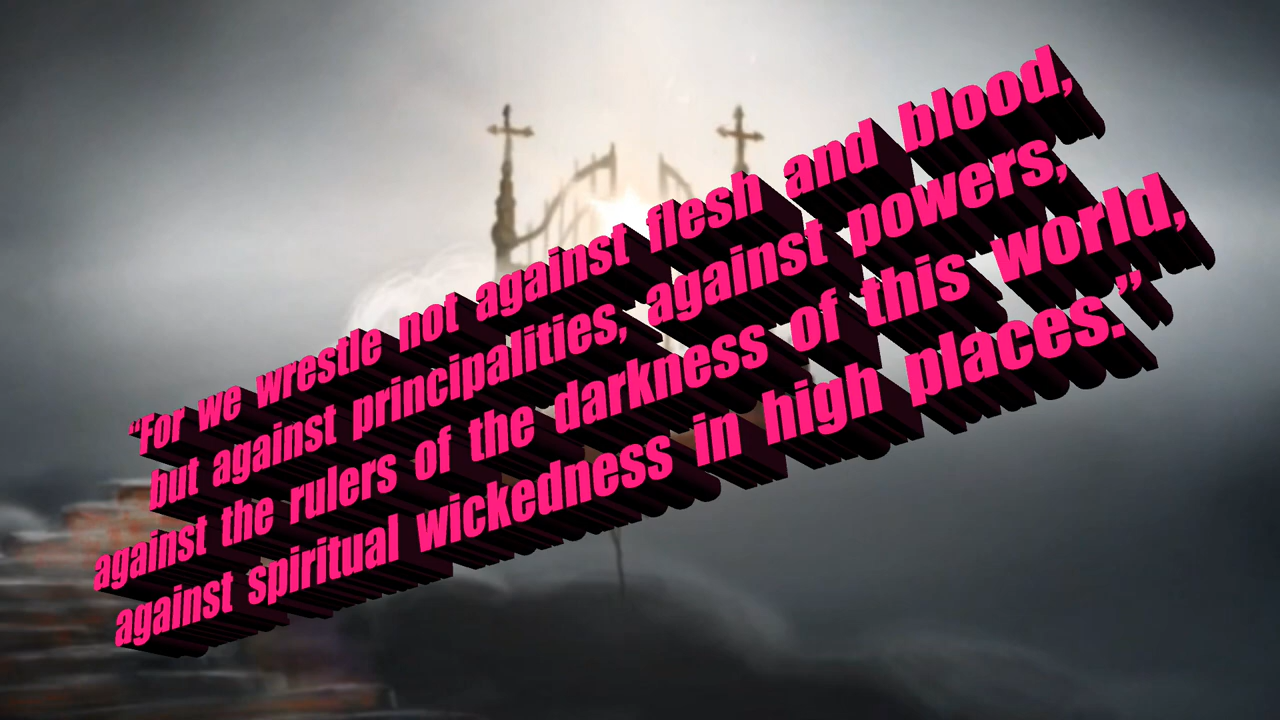 “For we wrestle not against flesh and blood,
but against principalities, against powers,
against the rulers of the darkness of this world,
against spiritual wickedness in high places.”